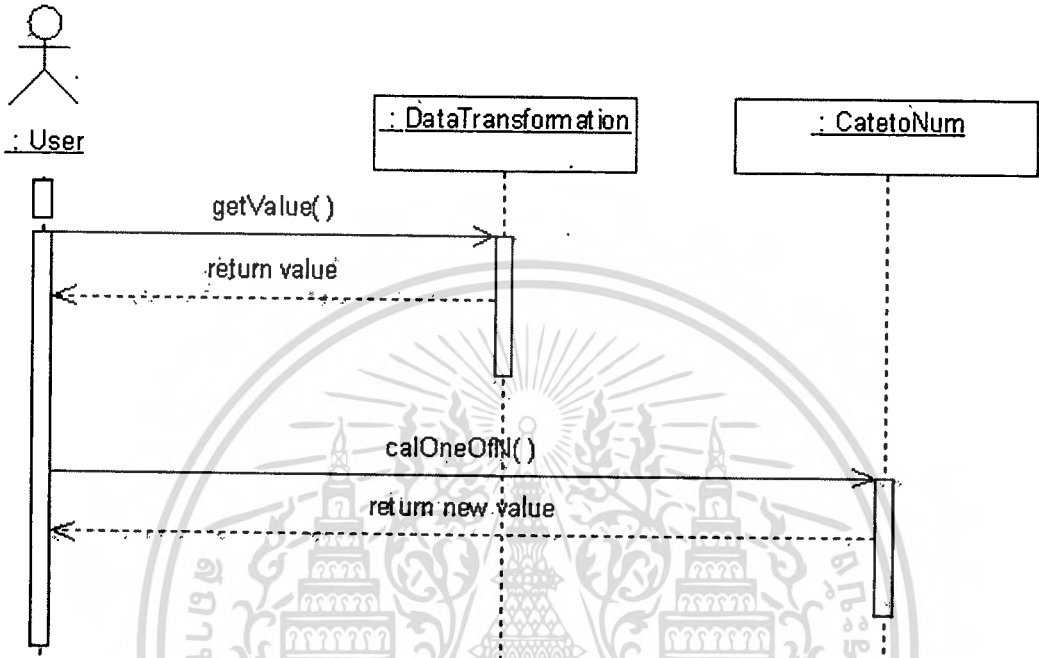 : User
: DataTransformation
: CatetoNum
getValue( )
return value
calOneOfN( )
return new value